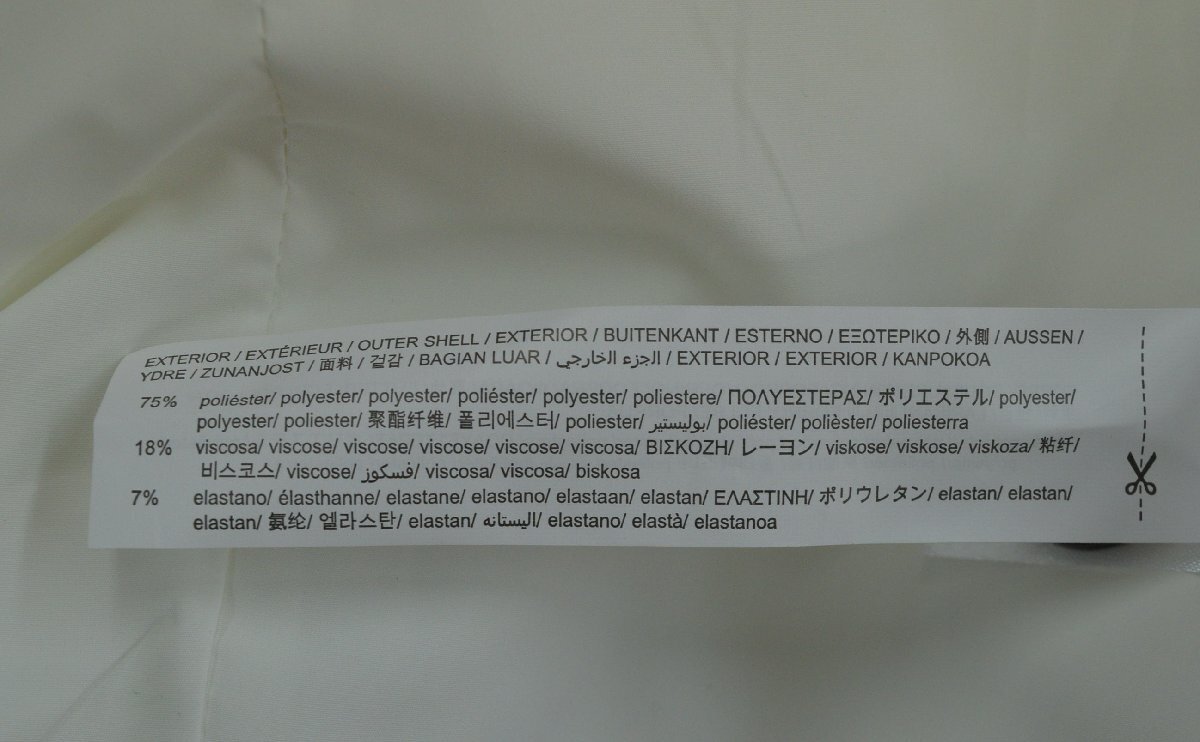 EXTERIOR / EXTÉRIEUR / OUTER SHELL / EXTERIOR / BUITENKANT / ESTERNO / ΕΞΩΤΕΡΙΚΟ / 外側 / AUSSEN /
YDRE / ZUNANJOST / 面料 / 겉감 / BAGIAN LUAR / الجزء الخارجي / EXTERIOR / EXTERIOR / KANPOKOA
75% poliéster/ polyester/ polyester/ poliéster/ polyester/ poliestere/ ΠΟΛΥΕΣΤΕΡΑΣ/ ポリエステル/ polyester/
polyester/ poliester/ 聚酯纤维/ 폴리에스터/ poliester/ بوليستير/ poliéster/ polièster/ poliesterra
18% viscosa/ viscose/ viscose/ viscose/ viscose/ viscosa/ ΒΙΣΚΟΖΗ/ レーヨン/ viskose/ viskose/ viskoza/ 粘纤/
비스코스/ viscose/ فسكوز/ viscosa/ viscosa/ biskosa
7% elastano/ élasthanne/ elastane/ elastano/ elastaan/ elastan/ ΕΛΑΣΤΙΝΗ/ ポリウレタン/ elastan/ elastan/
elastan/ 氨纶/ 엘라스탄/ elastan/ اليستانه/ elastano/ elastà/ elastanoa